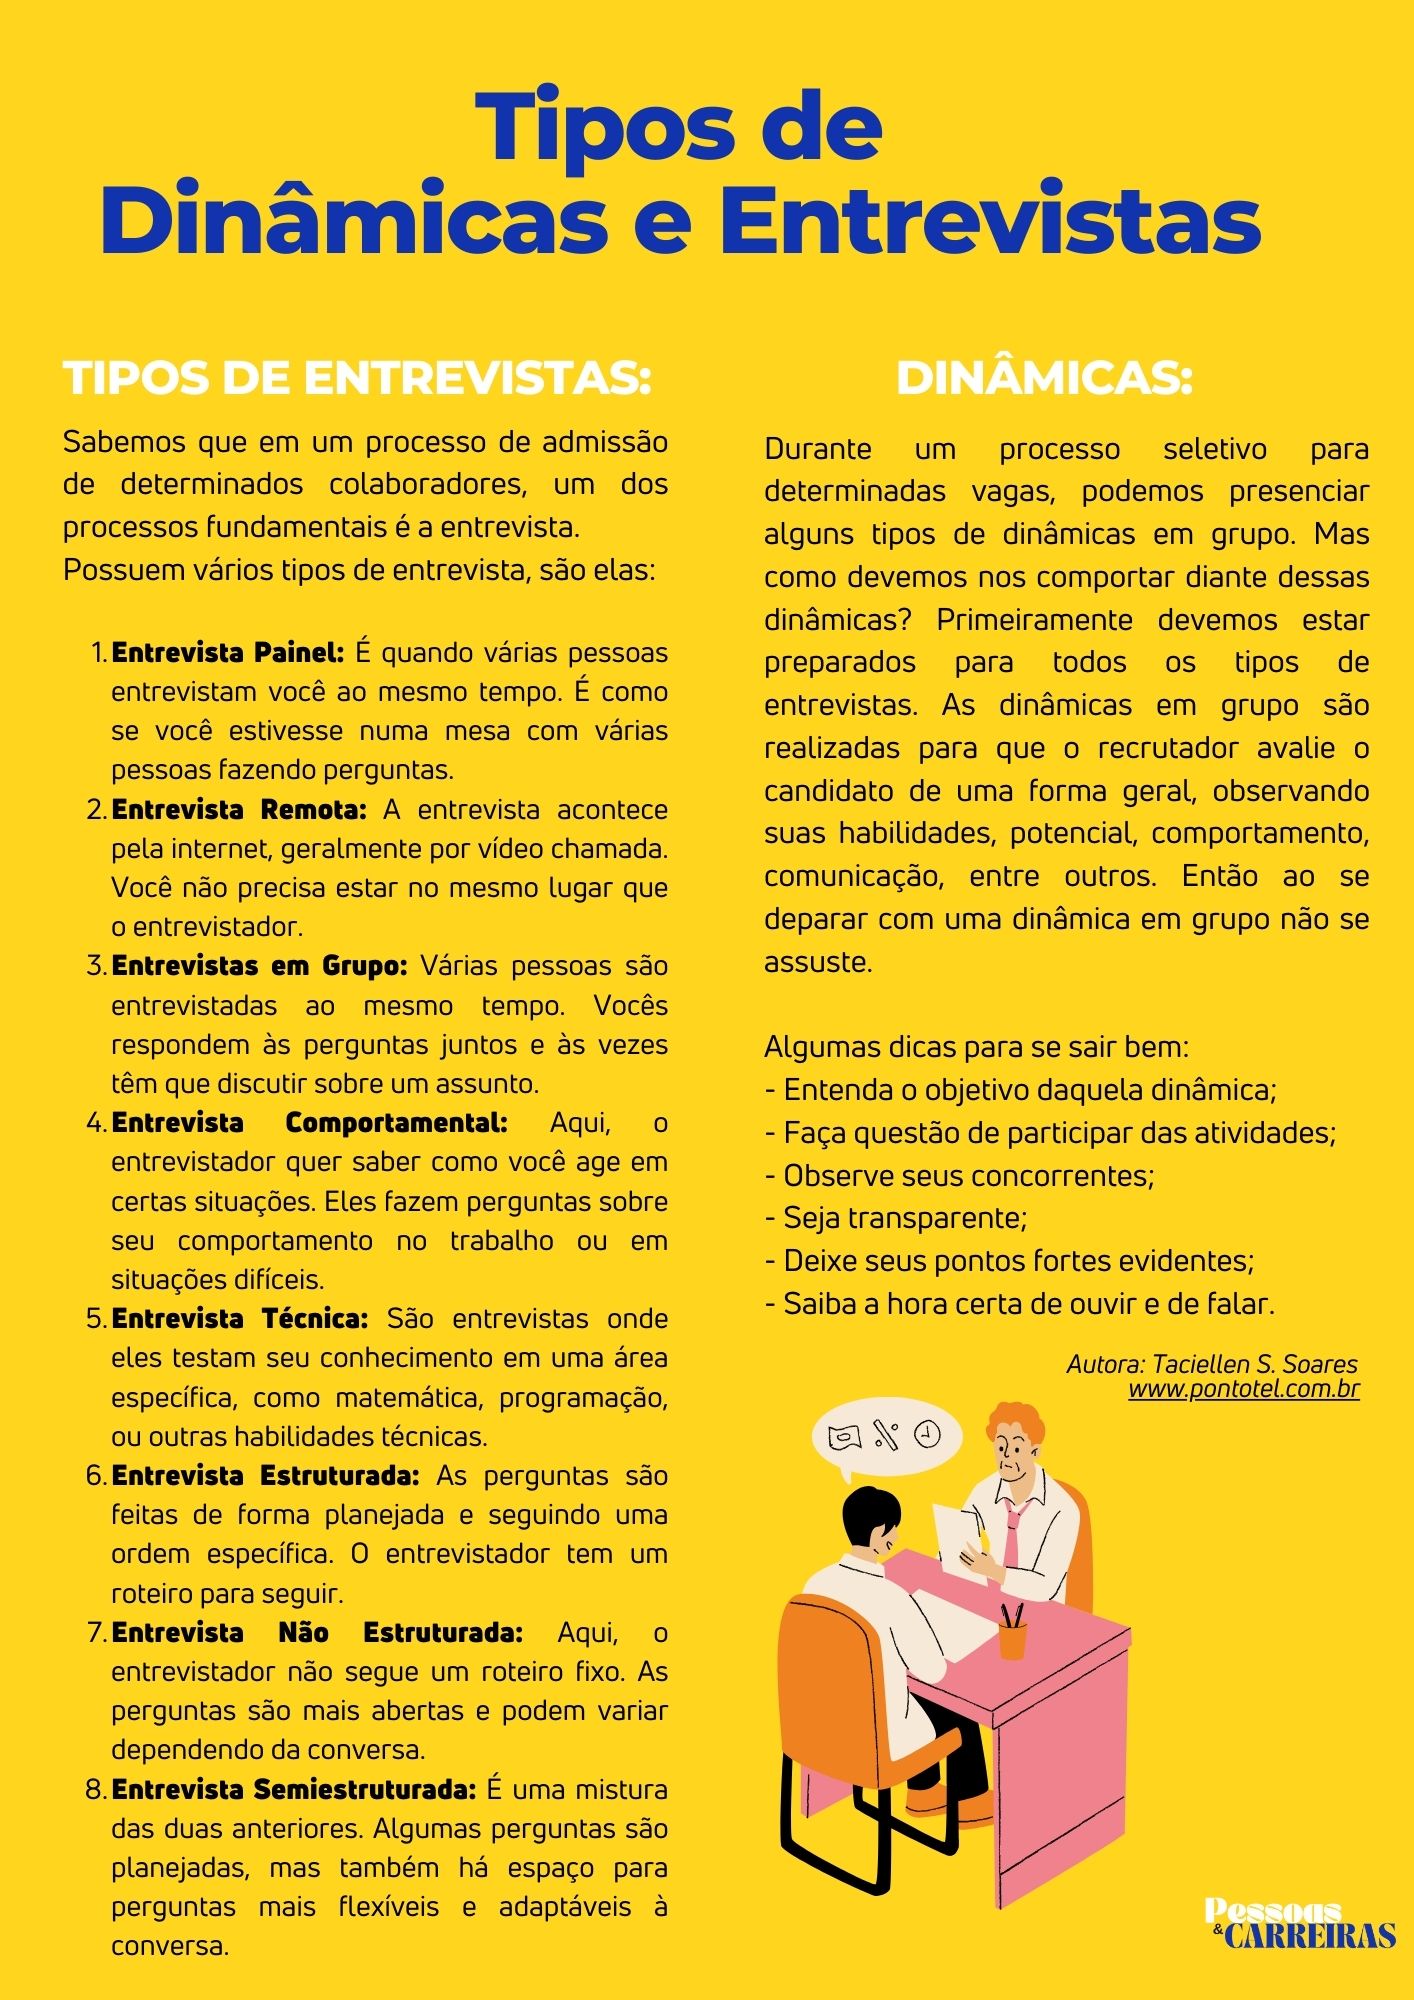 Tipos de
Dinâmicas e Entrevistas
TIPOS DE ENTREVISTAS:
Sabemos que em um processo de admissão
de determinados colaboradores, um dos
processos fundamentais é a entrevista.
Possuem vários tipos de entrevista, são elas:
1. Entrevista Painel: É quando várias pessoas
entrevistam você ao mesmo tempo. É como
se você estivesse numa mesa com várias
pessoas fazendo perguntas.
2. Entrevista Remota: A entrevista acontece
pela internet, geralmente por vídeo chamada.
Você não precisa estar no mesmo lugar que
o entrevistador.
3. Entrevistas em Grupo: Várias pessoas são
entrevistadas ao mesmo tempo. Vocês
respondem às perguntas juntos e às vezes
têm que discutir sobre um assunto.
4. Entrevista Comportamental: Aqui, o
entrevistador quer saber como você age em
certas situações. Eles fazem perguntas sobre
seu comportamento no trabalho ou em
situações difíceis.
5. Entrevista Técnica: São entrevistas onde
eles testam seu conhecimento em uma área
específica, como matemática, programação,
ou outras habilidades técnicas.
6. Entrevista Estruturada: As perguntas são
feitas de forma planejada e seguindo uma
ordem específica. O entrevistador tem um
roteiro para seguir.
7. Entrevista Não Estruturada: Aqui, o
entrevistador não segue um roteiro fixo. As
perguntas são mais abertas e podem variar
dependendo da conversa.
8. Entrevista Semiestruturada: É uma mistura
das duas anteriores. Algumas perguntas são
planejadas, mas também há espaço para
perguntas mais flexíveis e adaptáveis à
conversa.
DINÂMICAS:
Durante um processo seletivo para
determinadas vagas, podemos presenciar
alguns tipos de dinâmicas em grupo. Mas
como devemos nos comportar diante dessas
dinâmicas? Primeiramente devemos estar
preparados para todos os tipos de
entrevistas. As dinâmicas em grupo são
realizadas para que o recrutador avalie o
candidato de uma forma geral, observando
suas habilidades, potencial, comportamento,
comunicação, entre outros. Então ao se
deparar com uma dinâmica em grupo não se
assuste.
Algumas dicas para se sair bem:
- Entenda o objetivo daquela dinâmica;
- Faça questão de participar das atividades;
- Observe seus concorrentes;
- Seja transparente;
- Deixe seus pontos fortes evidentes;
- Saiba a hora certa de ouvir e de falar.
Autora: Taciellen S. Soares
www.pontotel.com.br
Pessoas
&CARREIRAS